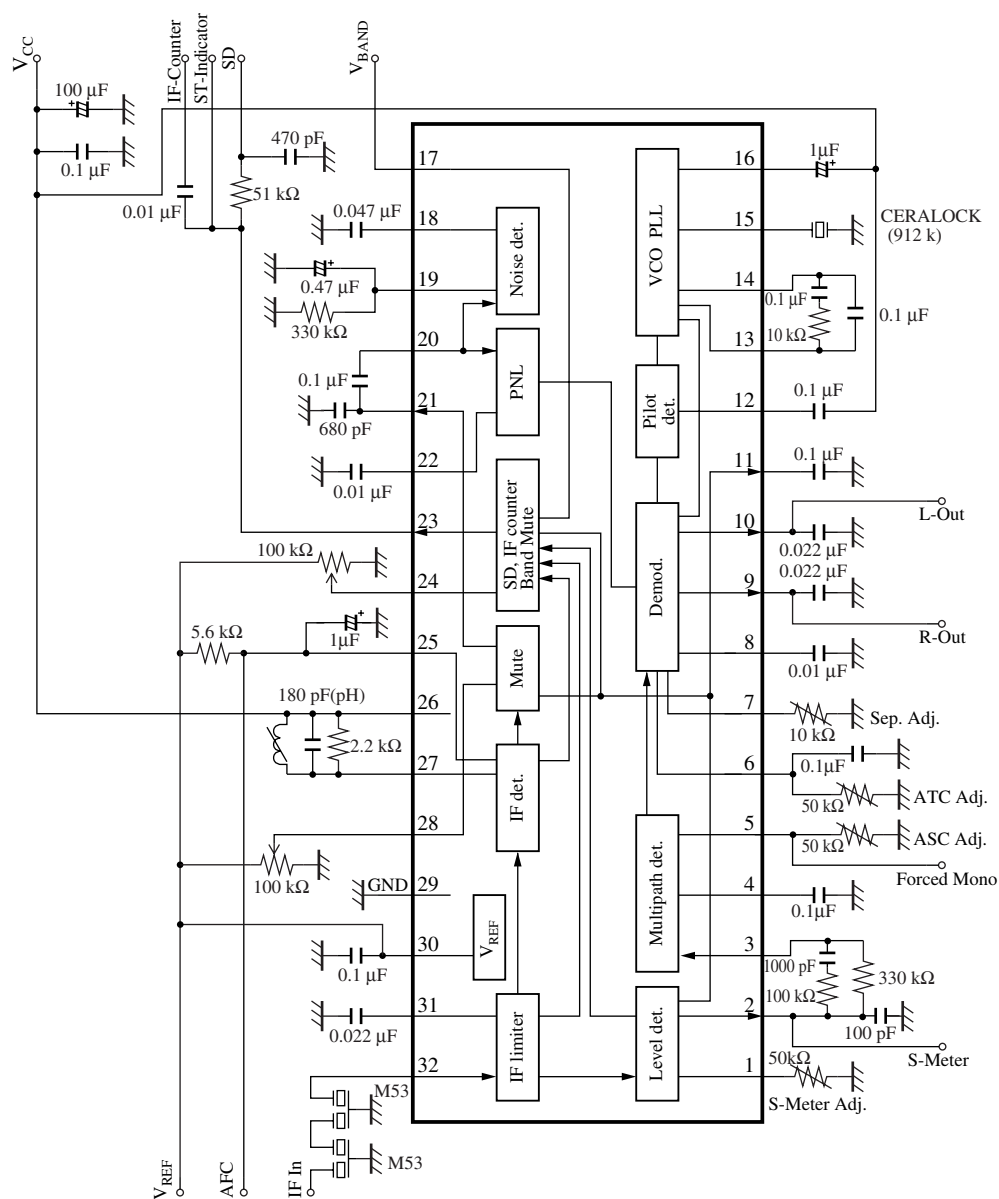 V_CC
IF-Counter
ST-Indicator
SD
V_BAND
100 µF
+
0.1 µF
470 pF
0.01 µF
51 kΩ
17
16
1µF
+
0.047 µF
18
15
CERALOCK
(912 k)
Noise det.
VCO PLL
+
0.47 µF
19
14
0.1 µF
0.1 µF
330 kΩ
10 kΩ
20
13
0.1 µF
PNL
Pilot
det.
21
12
0.1 µF
680 pF
22
11
0.1 µF
0.01 µF
SD, IF counter
Band Mute
Demod.
23
10
L-Out
0.022 µF
100 kΩ
24
9
0.022 µF
R-Out
5.6 kΩ
+
1µF
25
8
0.01 µF
Mute
180 pF(pH)
26
7
Sep. Adj.
10 kΩ
2.2 kΩ
27
6
0.1µF
IF det.
50 kΩ
ATC Adj.
28
5
50 kΩ
ASC Adj.
100 kΩ
Forced Mono
GND
29
4
0.1µF
Multipath det.
V_REF
30
3
0.1 µF
1000 pF
330 kΩ
100 kΩ
31
2
0.022 µF
100 pF
IF limiter
Level det.
S-Meter
32
1
50kΩ
S-Meter Adj.
M53
M53
V_REF
AFC
IF In